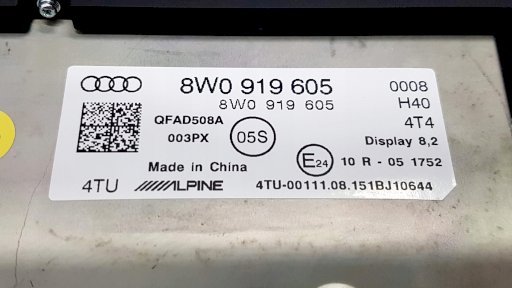 8W0 919 605
8W0 919 605
0008
H40
4T4
QFAD508A
003PX
05S
Display 8,2
E24
10 R - 05 1752
Made in China
4TU
ALPINE
4TU-00111.08.151BJ10644